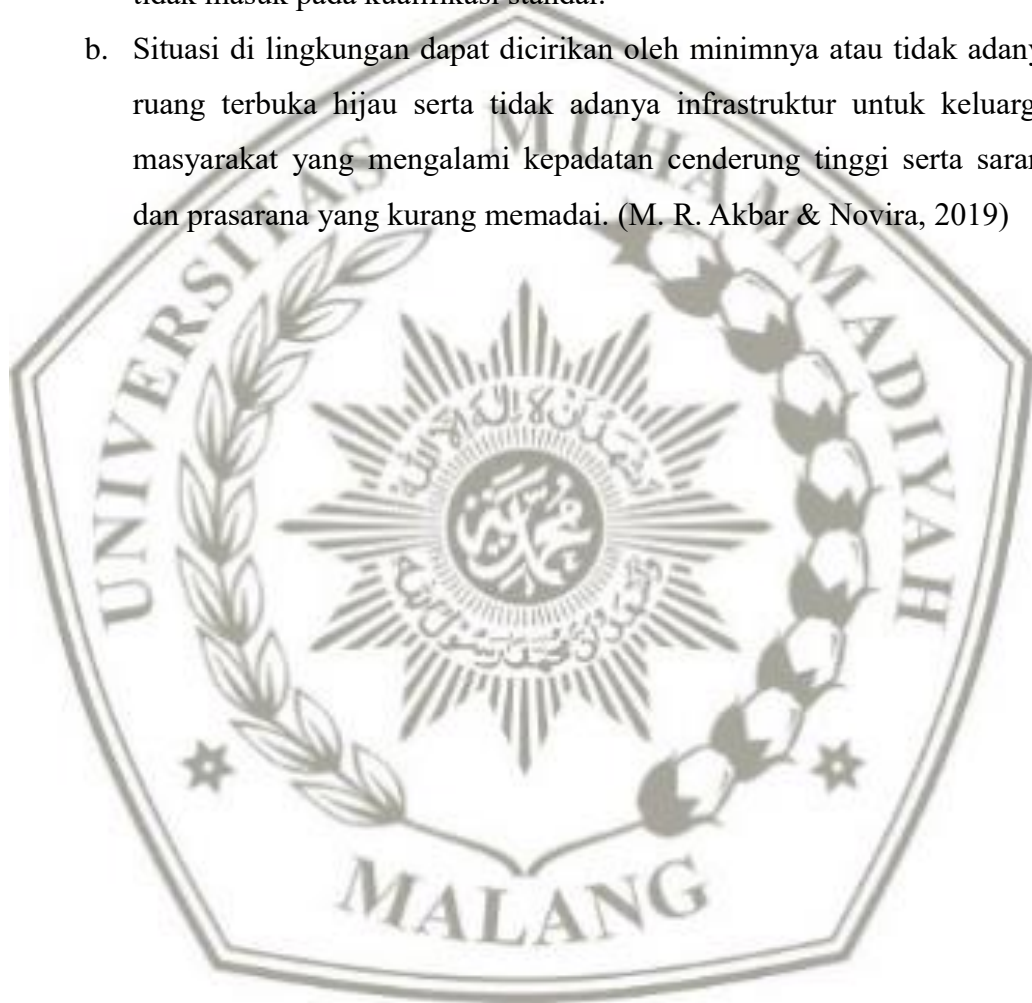 b. Situasi di lingkungan dapat dicirikan oleh minimnya atau tidak adany
ruang terbuka hijau serta tidak adanya infrastruktur untuk keluarg
masyarakat yang mengalami kepadatan cenderung tinggi serta saran
dan prasarana yang kurang memadai. (M. R. Akbar & Novira, 2019)
UNIVERSITAS MUHAMMADIYAH
MALANG